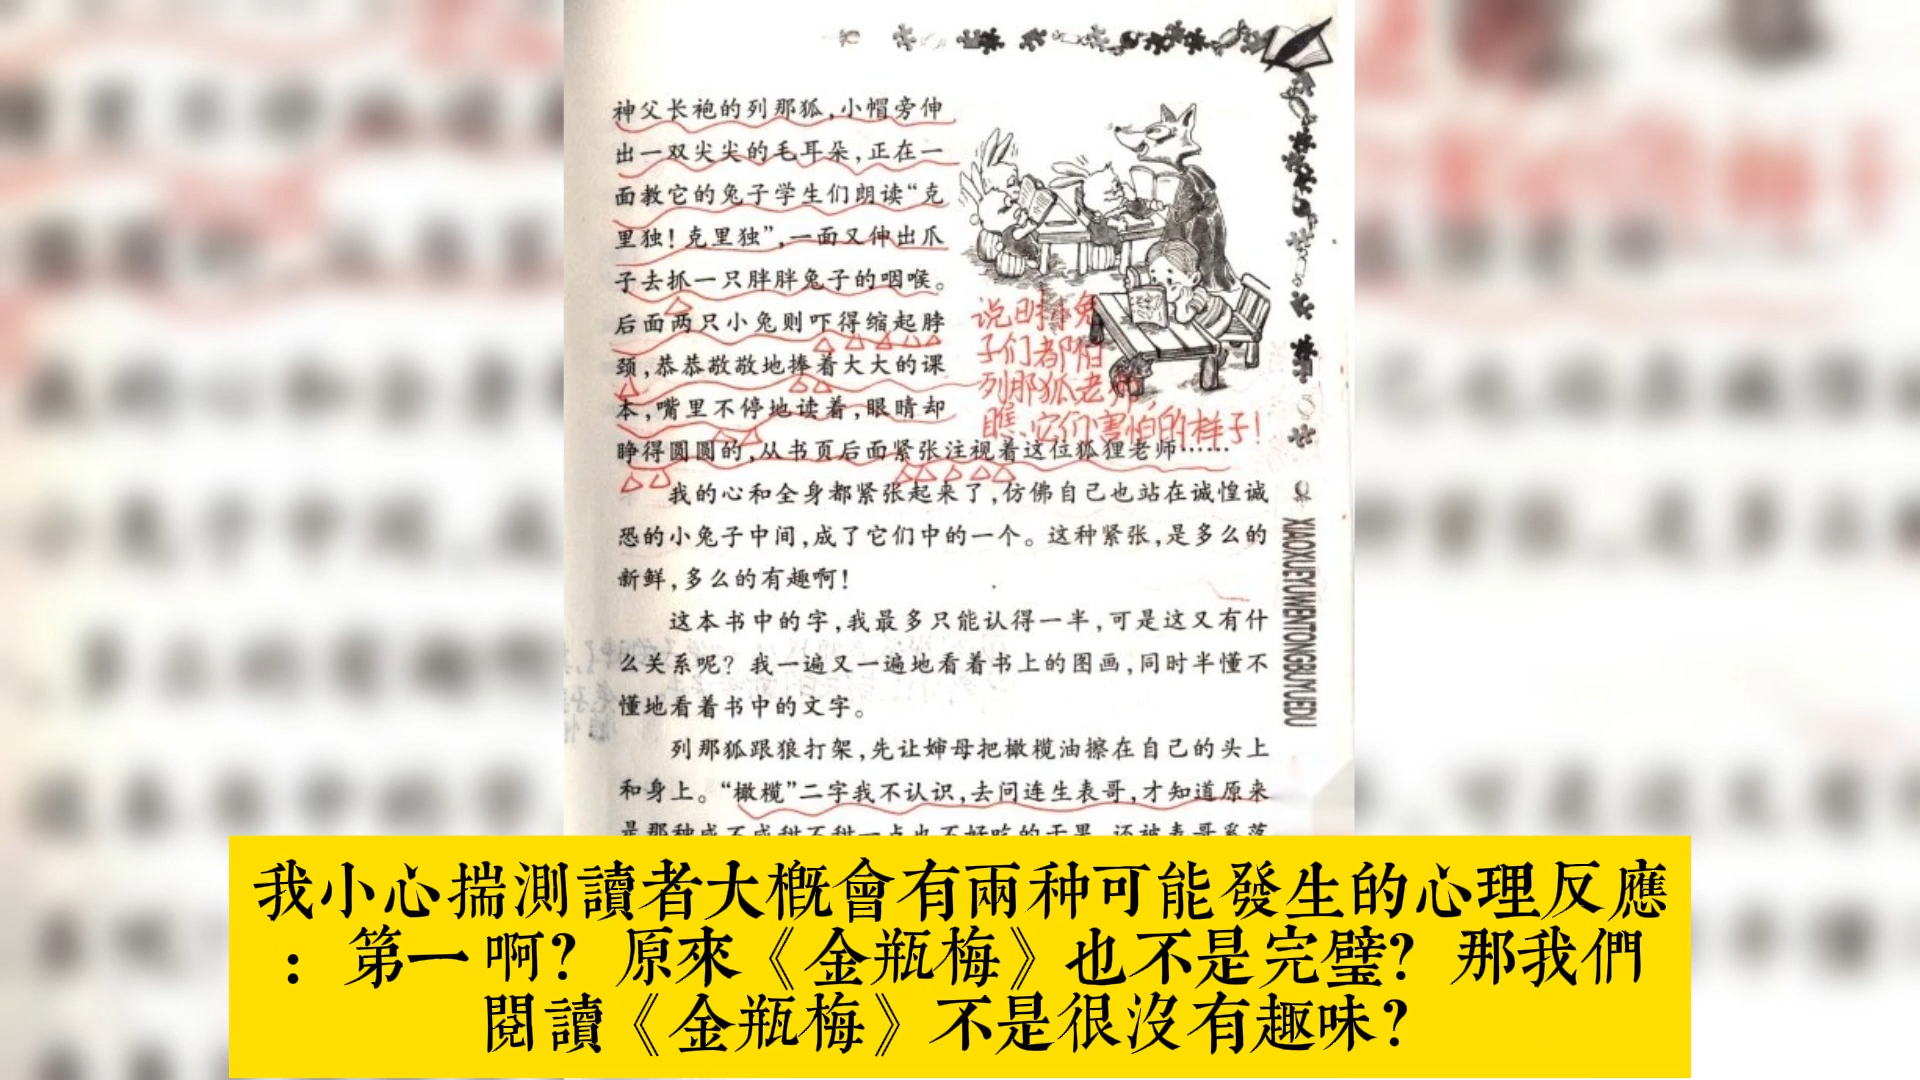 神父长袍的列那狐,小帽旁伸
出一双尖尖的毛耳朵,正在一
面教它的兔子学生们朗读“克
里独!克里独”,一面又伸出爪
子去抓一只胖胖兔子的咽喉。
后面两只小兔则吓得缩起脖
颈,恭恭敬敬地捧着大大的课
本,嘴里不停地读着,眼睛却
睁得圆圆的,从书页后面紧张注视着这位狐狸老师……
说明小兔
子们都怕
列那狐老师,
瞧,它们害怕的样子!
我的心和全身都紧张起来了,仿佛自己也站在诚惶诚
恐的小兔子中间,成了它们中的一个。这种紧张,是多么的
新鲜,多么的有趣啊!
这本书中的字,我最多只能认得一半,可是这又有什
么关系呢?我一遍又一遍地看着书上的图画,同时半懂不
懂地看着书中的文字。
列那狐跟狼打架,先让婶母把橄榄油擦在自己的头上
和身上。“橄榄”二字我不认识,去问连生表哥,才知道原来
XIAOXUEYUWENTONGBUYUEDU
我小心揣測讀者大概會有兩种可能發生的心理反應
：第一啊？原來《金瓶梅》也不是完璧？那我們
閱讀《金瓶梅》不是很沒有趣味？